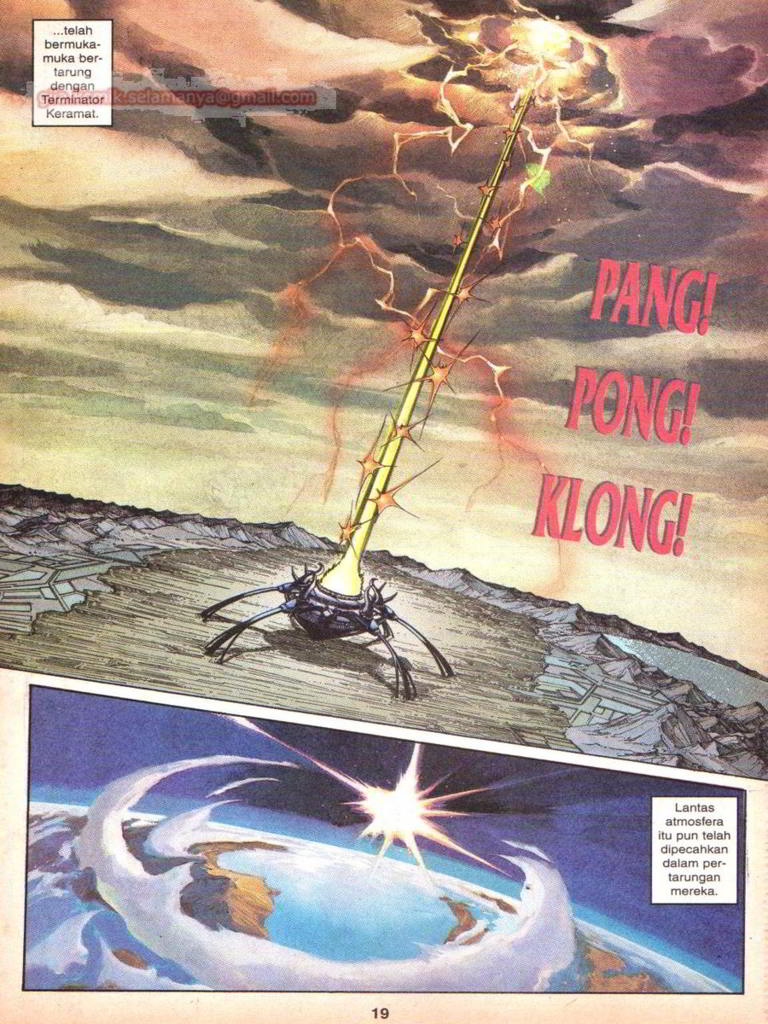 ...telah
bermuka-
muka ber-
tarung
dengan
Terminator
Keramat.
PANG!
PONG!
KLONG!
Lantas
atmosfera
itu pun telah
dipecahkan
dalam per-
tarungan
mereka.
19